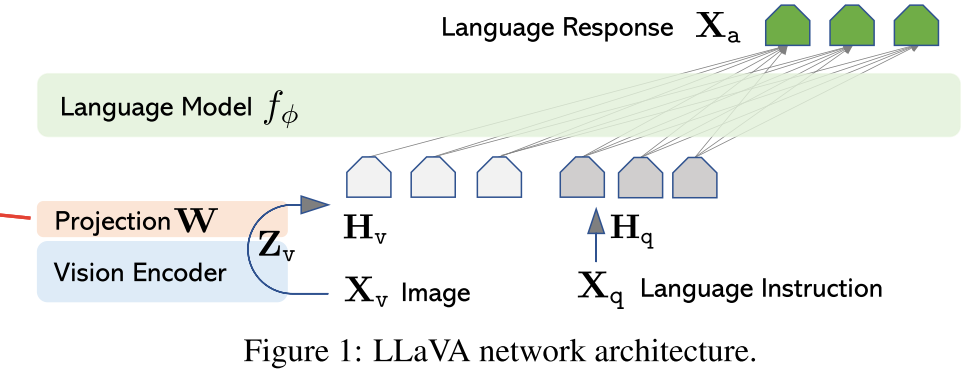 Language Response X_a
Language Model f_ϕ
Projection W
H_v
H_q
Z_v
Vision Encoder
X_v Image
X_q Language Instruction
Figure 1: LLaVA network architecture.